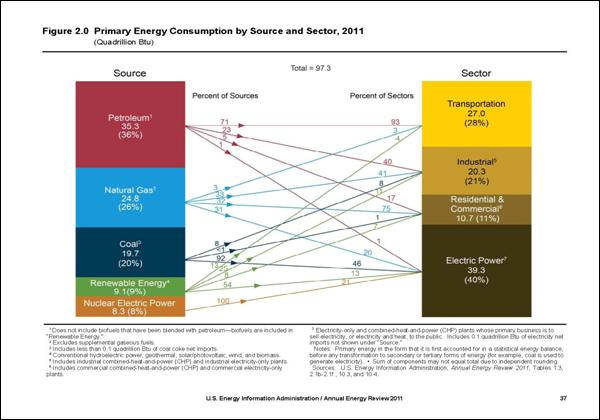 Figure 2.0 Primary Energy Consumption by Source and Sector, 2011
(Quadrillion Btu)
Total = 97.3
Source
Sector
Percent of Sources
Percent of Sectors
Petroleum¹
35.3
(36%)
Natural Gas²
24.8
(26%)
Coal³
19.7
(20%)
Renewable Energy⁴
9.1(9%)
Nuclear Electric Power
8.3 (8%)
71
23
5
1
3
33
32
31
8
<1
92
13
25
8
54
100
93
3
4
40
41
8
11
17
75
1
7
1
20
46
13
21
Transportation
27.0
(28%)
Industrial⁵
20.3
(21%)
Residential &
Commercial⁶
10.7 (11%)
Electric Power⁷
39.3
(40%)
¹ Does not include biofuels that have been blended with petroleum—biofuels are included in
"Renewable Energy."
² Excludes supplemental gaseous fuels.
³ Includes less than 0.1 quadrillion Btu of coal coke net imports.
⁴ Conventional hydroelectric power, geothermal, solar/photovoltaic, wind, and biomass.
⁵ Includes industrial combined-heat-and-power (CHP) and industrial electricity-only plants.
⁶ Includes commercial combined-heat-and-power (CHP) and commercial electricity-only
plants.
⁷ Electricity-only and combined-heat-and-power (CHP) plants whose primary business is to
sell electricity, or electricity and heat, to the public. Includes 0.1 quadrillion Btu of electricity net
imports not shown under "Source."
Notes: Primary energy in the form that it is first accounted for in a statistical energy balance,
before any transformation to secondary or tertiary forms of energy (for example, coal is used to
generate electricity). • Sum of components may not equal total due to independent rounding.
Sources: U.S. Energy Information Administration, Annual Energy Review 2011, Tables 1.3,
2.1b-2.1f, 10.3, and 10.4.
U.S. Energy Information Administration / Annual Energy Review 2011
37